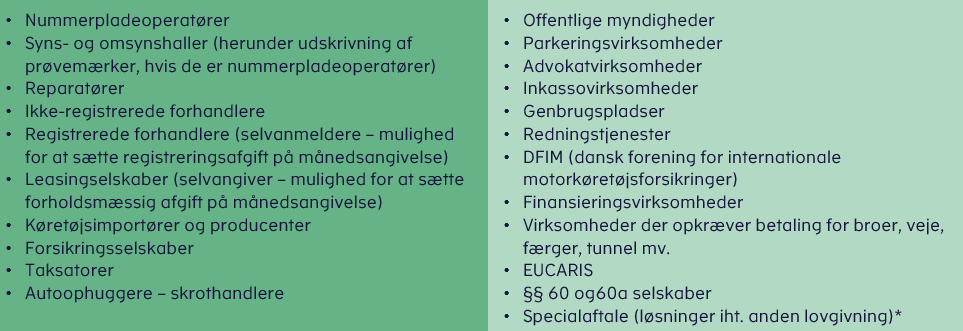 • Nummerpladeoperatører
• Syns- og omsynshaller (herunder udskrivning af
prøvemærker, hvis de er nummerpladeoperatører)
• Reparatører
• Ikke-registrerede forhandlere
• Registrerede forhandlere (selvanmeldere – mulighed
for at sætte registreringsafgift på månedsangivelse)
• Leasingselskaber (selvangiver – mulighed for at sætte
forholdsmæssig afgift på månedsangivelse)
• Køretøjsimportører og producenter
• Forsikringsselskaber
• Taksatorer
• Autoophuggere – skrothandlere
• Offentlige myndigheder
• Parkeringsvirksomheder
• Advokatvirksomheder
• Inkassovirksomheder
• Genbrugspladser
• Redningstjenester
• DFIM (dansk forening for internationale
motorkøretøjsforsikringer)
• Finansieringsvirksomheder
• Virksomheder der opkræver betaling for broer, veje,
færger, tunnel mv.
• EUCARIS
• §§ 60 og60a selskaber
• Specialaftale (løsninger iht. anden lovgivning)*